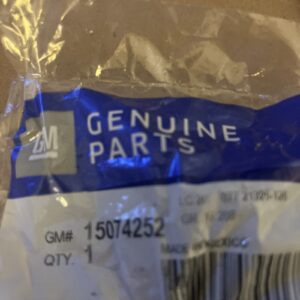 GM
GENUINE
PARTS
GM# 15074252
QTY. 1
MADE IN MEXICO